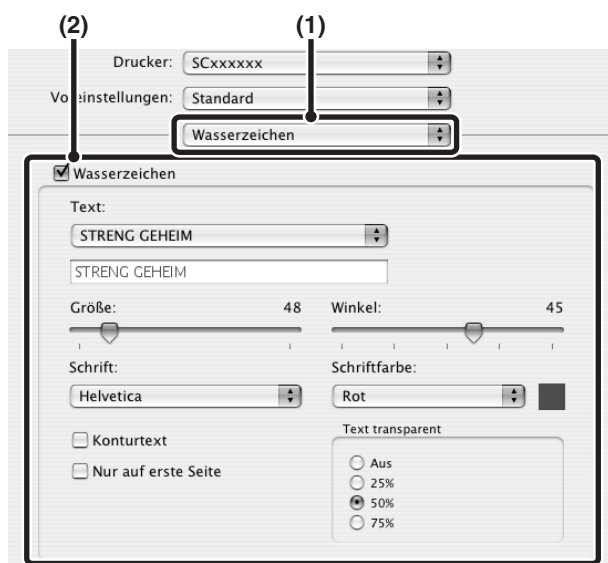 (2) (1)
Drucker: SCxxxxxx
Voreinstellungen: Standard
Wasserzeichen
Wasserzeichen
Text:
STRENG GEHEIM
STRENG GEHEIM
Größe: 48 Winkel: 45
Schrift: Schriftfarbe:
Helvetica Rot
Konturtext Text transparent
Nur auf erste Seite Aus
25%
50%
75%